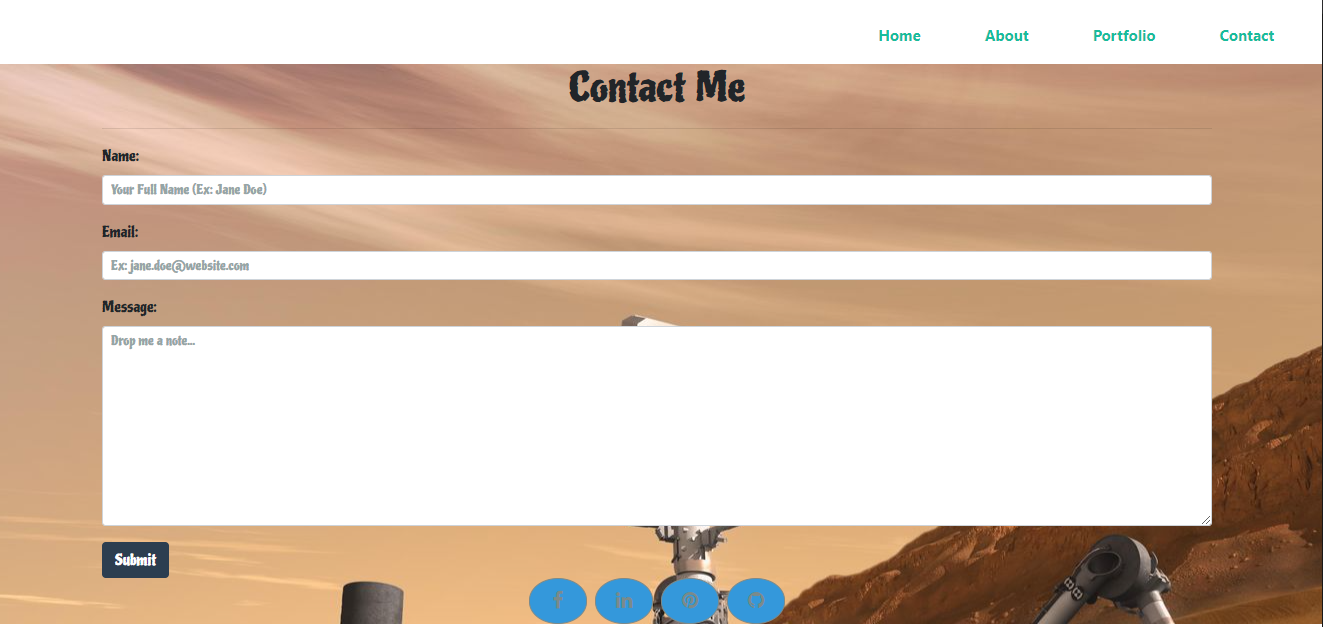 Home About Portfolio Contact
Contact Me
Name:
Your Full Name (Ex: Jane Doe)
Email:
Ex: jane.doe@website.com
Message:
Drop me a note...
Submit